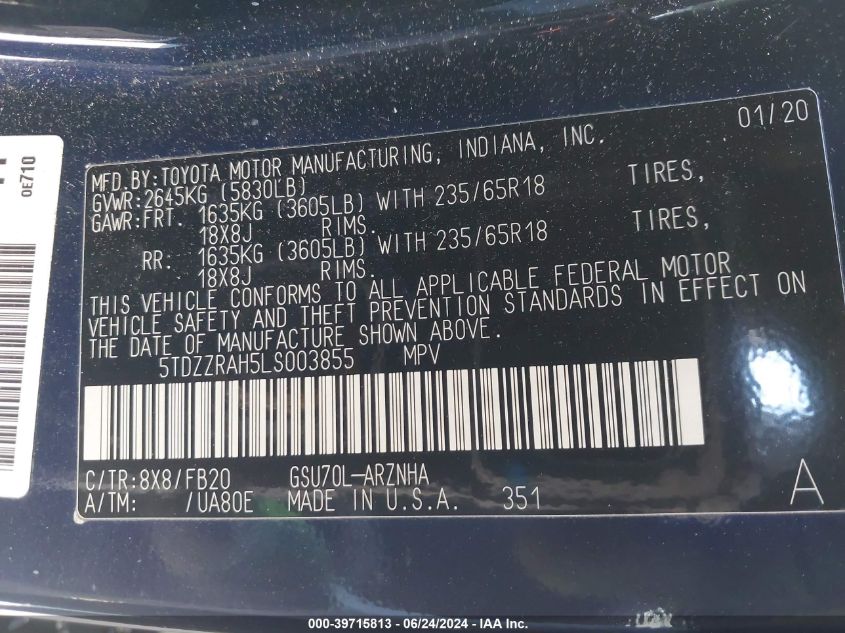 01/20
MFD.BY:TOYOTA MOTOR MANUFACTURING, INDIANA, INC.
GVWR:2645KG (5830LB)
GAWR:FRT. 1635KG (3605LB) WITH 235/65R18 TIRES,
18X8J RIMS.
RR: 1635KG (3605LB) WITH 235/65R18 TIRES,
18X8J RIMS.
THIS VEHICLE CONFORMS TO ALL APPLICABLE FEDERAL MOTOR
VEHICLE SAFETY AND THEFT PREVENTION STANDARDS IN EFFECT ON
THE DATE OF MANUFACTURE SHOWN ABOVE.
5TDZZRAH5LS003855 MPV
C/TR:8X8/FB20 GSU70L-ARZNHA
A/TM: /UA80E MADE IN U.S.A. 351
A
0E710
000-39715813 - 06/24/2024 - IAA, Inc.